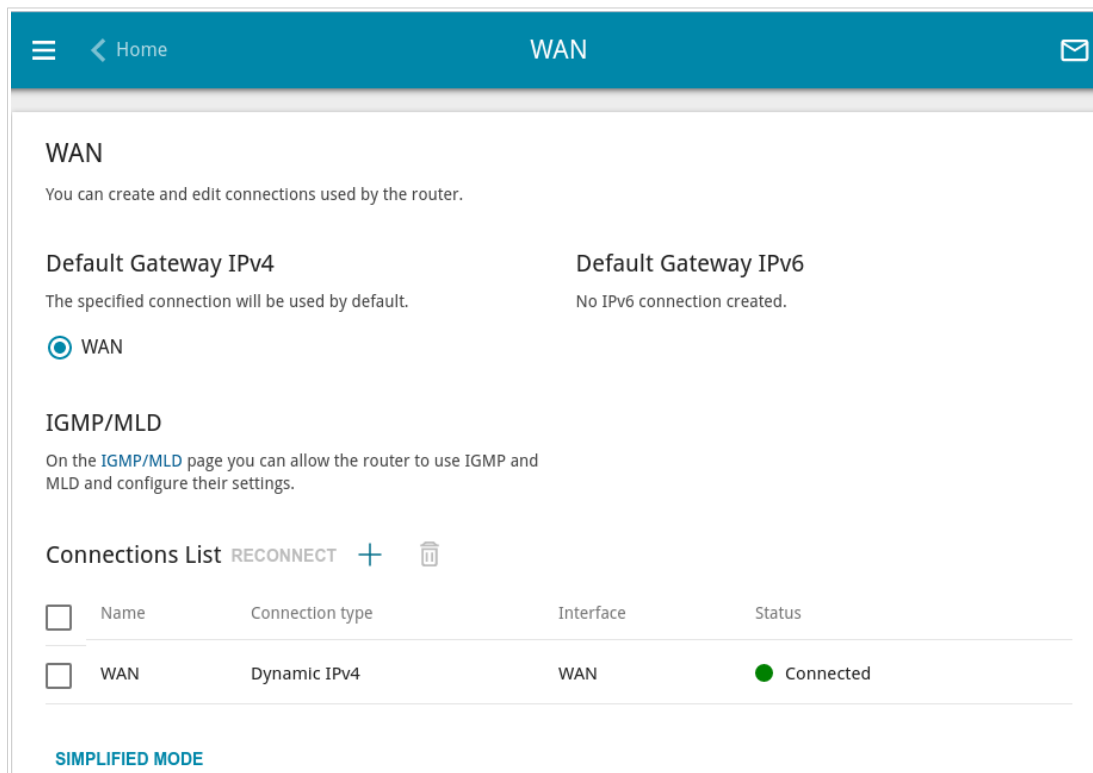 Home
WAN
WAN
You can create and edit connections used by the router.
Default Gateway IPv4
The specified connection will be used by default.
WAN
Default Gateway IPv6
No IPv6 connection created.
IGMP/MLD
On the IGMP/MLD page you can allow the router to use IGMP and
MLD and configure their settings.
Connections List RECONNECT
Name Connection type Interface Status
WAN Dynamic IPv4 WAN Connected
SIMPLIFIED MODE